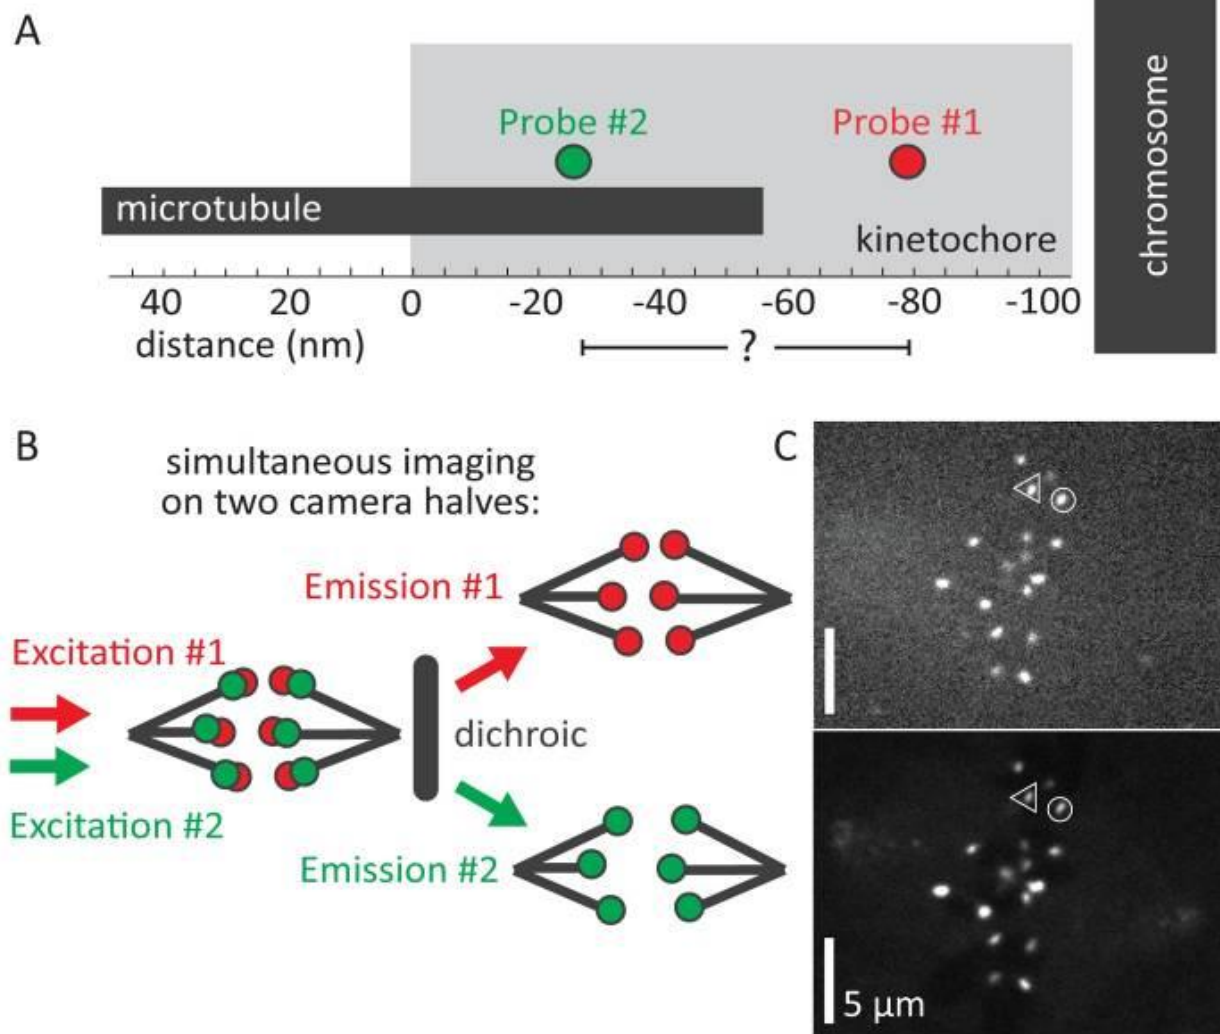 A
Probe #2
Probe #1
microtubule
kinetochore
chromosome
40 20 0 -20 -40 -60 -80 -100
distance (nm)
?
B
simultaneous imaging
on two camera halves:
Emission #1
Excitation #1
dichroic
Excitation #2
Emission #2
C
5 μm